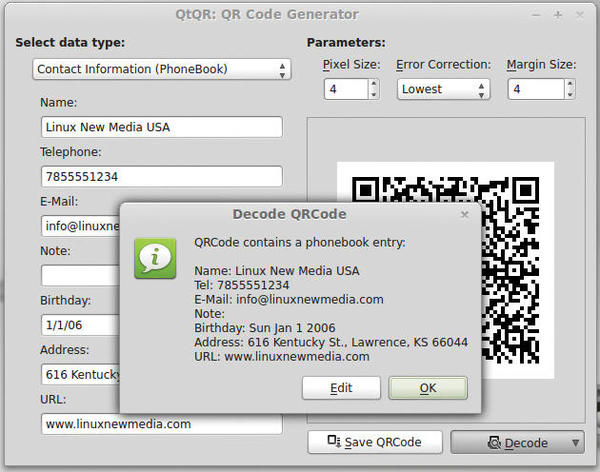 QtQR: QR Code Generator
Select data type:
Contact Information (PhoneBook)
Name:
Linux New Media USA
Telephone:
7855551234
E-Mail:
info@linuxne
Note:
Birthday:
1/1/06
Address:
616 Kentucky
URL:
www.linuxnewmedia.com
Parameters:
Pixel Size: Error Correction: Margin Size:
4 Lowest 4
Decode QRCode
QRCode contains a phonebook entry:
Name: Linux New Media USA
Tel: 7855551234
E-Mail: info@linuxnewmedia.com
Note:
Birthday: Sun Jan 1 2006
Address: 616 Kentucky St., Lawrence, KS 66044
URL: www.linuxnewmedia.com
Edit OK
Save QRCode Decode